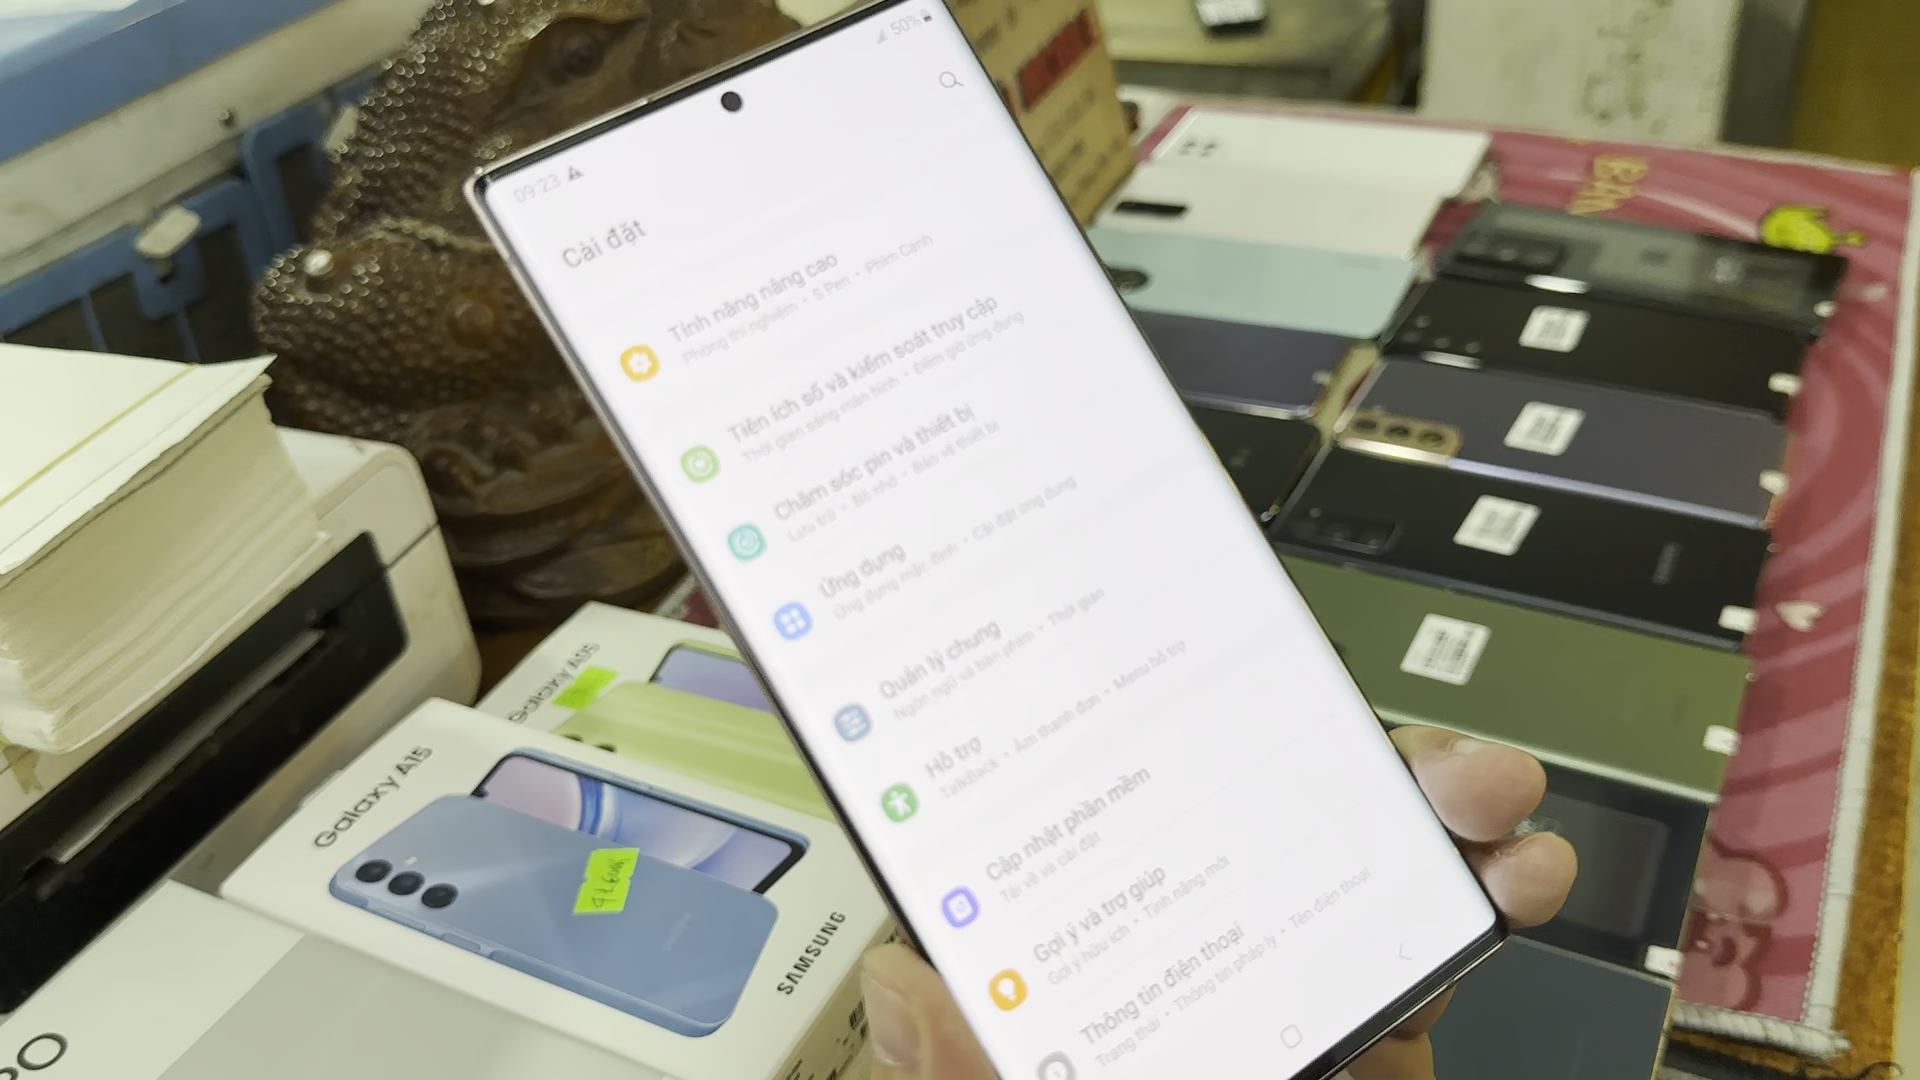 09:23
50%
Cài đặt
Tính năng nâng cao
Phòng thí nghiệm • S Pen • Phím Cạnh
Tiện ích số và kiểm soát truy cập
Thời gian sáng màn hình • Đếm giờ ứng dụng
Chăm sóc pin và thiết bị
Lưu trữ • Bộ nhớ • Bảo vệ thiết bị
Ứng dụng
Ứng dụng mặc định • Cài đặt ứng dụng
Quản lý chung
Ngôn ngữ và bàn phím • Thời gian
Hỗ trợ
TalkBack • Âm thanh đơn • Menu hỗ trợ
Cập nhật phần mềm
Tải về và cài đặt
Gợi ý và trợ giúp
Gợi ý hữu ích • Tính năng mới
Thông tin điện thoại
Trạng thái • Thông tin pháp lý • Tên điện thoại
Galaxy A05
Galaxy A15
SAMSUNG